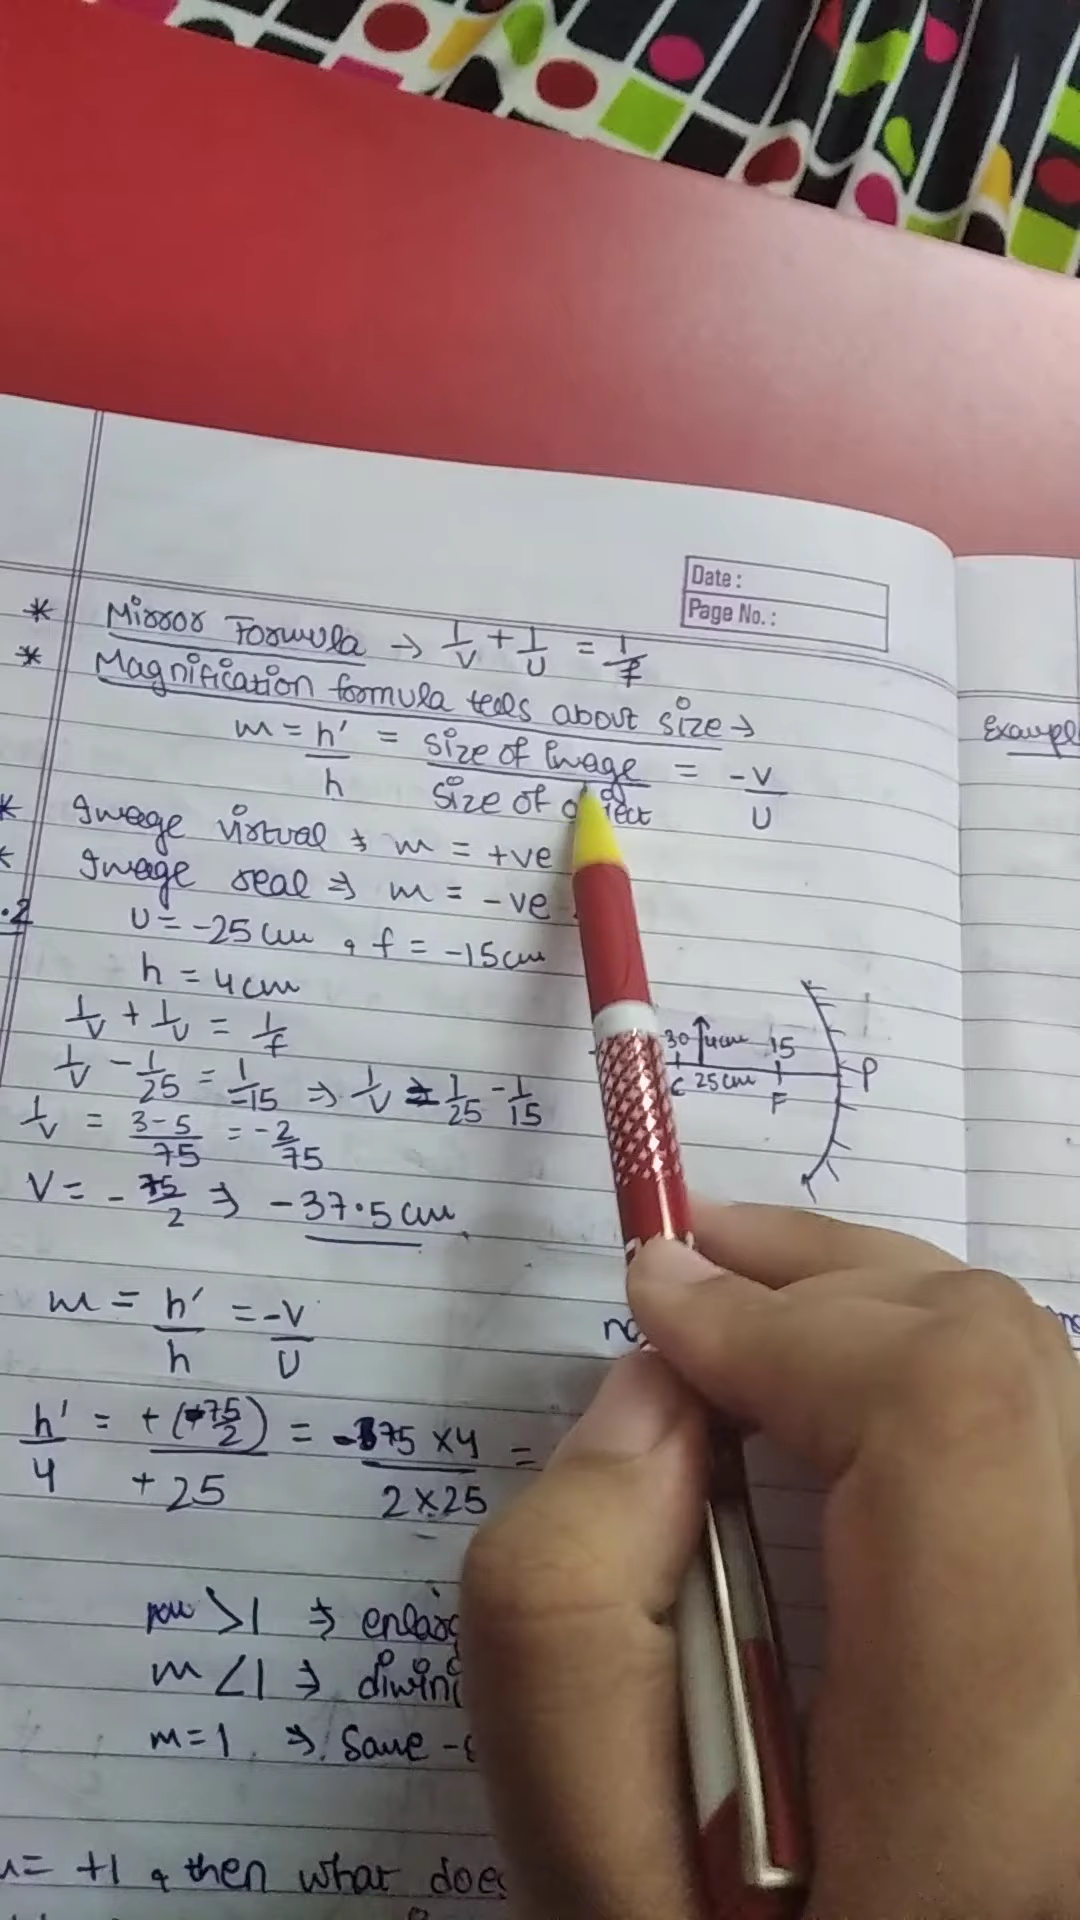 Date :
Page No. :
* Mirror Formula → 1/v + 1/u = 1/f
* Magnification formula tells about size →
m = h'/h = size of Image/size of object = -v/u
* Image virtual ⇒ m = +ve
* Image real ⇒ m = -ve
.2 u = -25 cm , f = -15 cm
h = 4 cm
1/v + 1/u = 1/f
1/v - 1/25 = 1/-15 ⇒ 1/v = 1/25 - 1/15
1/v = 3-5/75 = -2/75
V = -75/2 ⇒ -37.5 cm
30 4cm 15
C 25cm F P
m = h'/h = -v/u
h'/4 = +(-75/2)/+25 = -75 × 4/2 × 25 =
>1 ⇒ enlarg
m < 1 ⇒ dimini
m = 1 ⇒ Same -
= +1 , then what does
Example